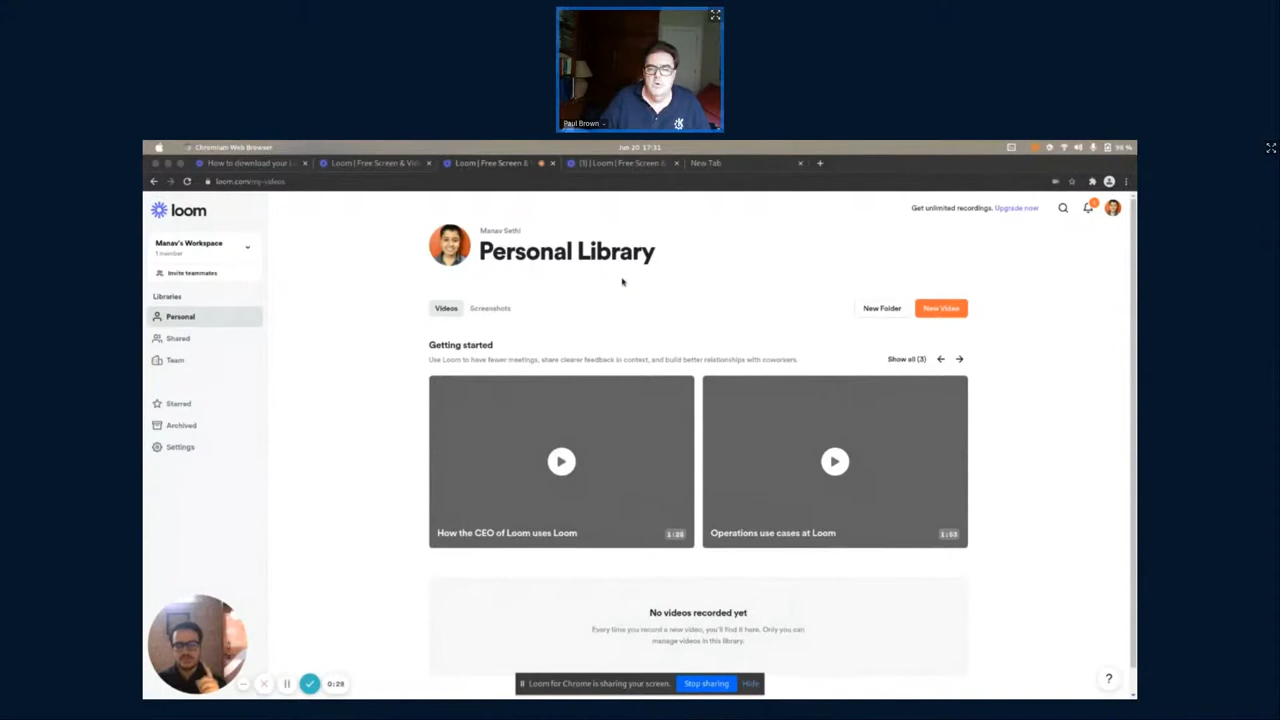 Paul Brown
Chromium Web Browser
Jun 20 17:31
98 %
How to download your L
Loom | Free Screen & Vide
Loom | Free Screen &
(1) | Loom | Free Screen &
New Tab
loom.com/my-videos
loom
Get unlimited recordings. Upgrade now
Manav's Workspace
1 member
Invite teammates
Manav Sethi
Personal Library
Libraries
Personal
Shared
Team
Starred
Archived
Settings
Videos
Screenshots
New Folder
New Video
Getting started
Use Loom to have fewer meetings, share clearer feedback in context, and build better relationships with coworkers.
Show all (3)
How the CEO of Loom uses Loom
1:25
Operations use cases at Loom
1:53
No videos recorded yet
Every time you record a new video, you'll find it here. Only you can
manage videos in this library.
0:28
Loom for Chrome is sharing your screen.
Stop sharing
Hide
?